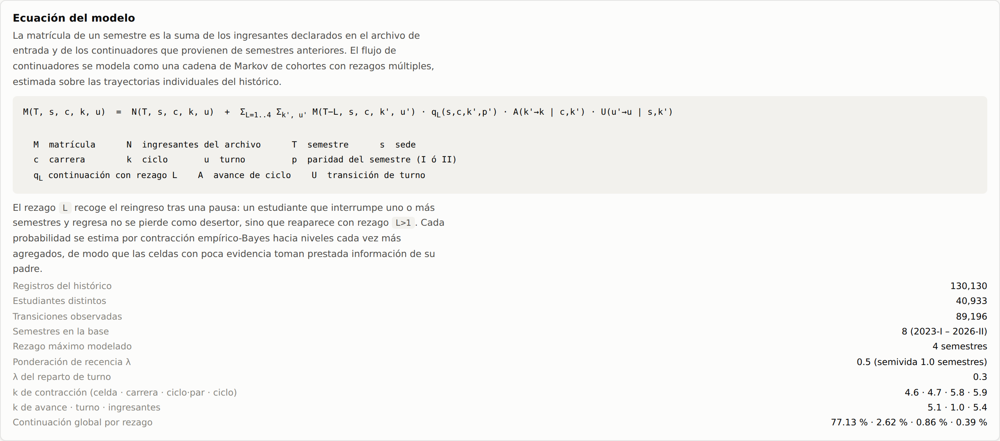 Ecuación del modelo
La matrícula de un semestre es la suma de los ingresantes declarados en el archivo de
entrada y de los continuadores que provienen de semestres anteriores. El flujo de
continuadores se modela como una cadena de Markov de cohortes con rezagos múltiples,
estimada sobre las trayectorias individuales del histórico.
M(T, s, c, k, u) = N(T, s, c, k, u) + ΣL=1..4 Σk', u' M(T−L, s, c, k', u') · qL(s,c,k',p') · A(k'→k | c,k') · U(u'→u | s,k')
M matrícula N ingresantes del archivo T semestre s sede
c carrera k ciclo u turno p paridad del semestre (I ó II)
qL continuación con rezago L A avance de ciclo U transición de turno
El rezago L recoge el reingreso tras una pausa: un estudiante que interrumpe uno o más
semestres y regresa no se pierde como desertor, sino que reaparece con rezago L>1. Cada
probabilidad se estima por contracción empírico-Bayes hacia niveles cada vez más
agregados, de modo que las celdas con poca evidencia toman prestada información de su
padre.
Registros del histórico 130,130
Estudiantes distintos 40,933
Transiciones observadas 89,196
Semestres en la base 8 (2023-I – 2026-II)
Rezago máximo modelado 4 semestres
Ponderación de recencia λ 0.5 (semivida 1.0 semestres)
λ del reparto de turno 0.3
k de contracción (celda · carrera · ciclo·par · ciclo) 4.6 · 4.7 · 5.8 · 5.9
k de avance · turno · ingresantes 5.1 · 1.0 · 5.4
Continuación global por rezago 77.13 % · 2.62 % · 0.86 % · 0.39 %